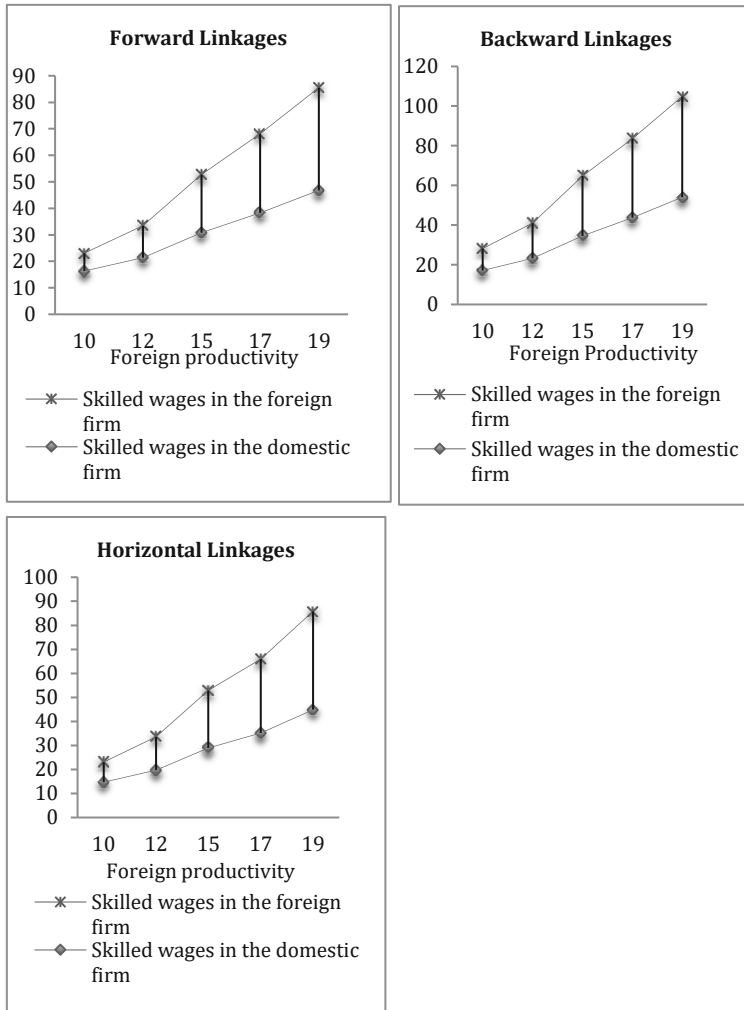 Forward Linkages
90
80
70
60
50
40
30
20
10
0
10 12 15 17 19
Foreign productivity
Skilled wages in the foreign
firm
Skilled wages in the domestic
firm
Backward Linkages
120
100
80
60
40
20
0
10 12 15 17 19
Foreign Productivity
Skilled wages in the foreign
firm
Skilled wages in the domestic
firm
Horizontal Linkages
100
90
80
70
60
50
40
30
20
10
0
10 12 15 17 19
Foreign productivity
Skilled wages in the foreign
firm
Skilled wages in the domestic
firm